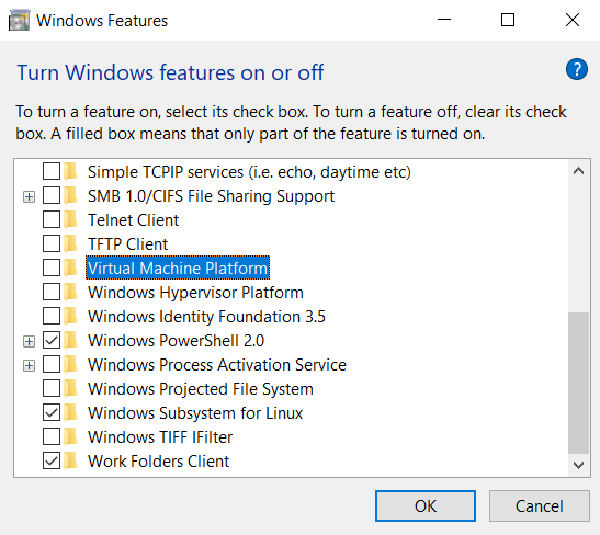 Windows Features
Turn Windows features on or off
?
To turn a feature on, select its check box. To turn a feature off, clear its check
box. A filled box means that only part of the feature is turned on.
Simple TCPIP services (i.e. echo, daytime etc)
SMB 1.0/CIFS File Sharing Support
Telnet Client
TFTP Client
Virtual Machine Platform
Windows Hypervisor Platform
Windows Identity Foundation 3.5
Windows PowerShell 2.0
Windows Process Activation Service
Windows Projected File System
Windows Subsystem for Linux
Windows TIFF IFilter
Work Folders Client
OK Cancel